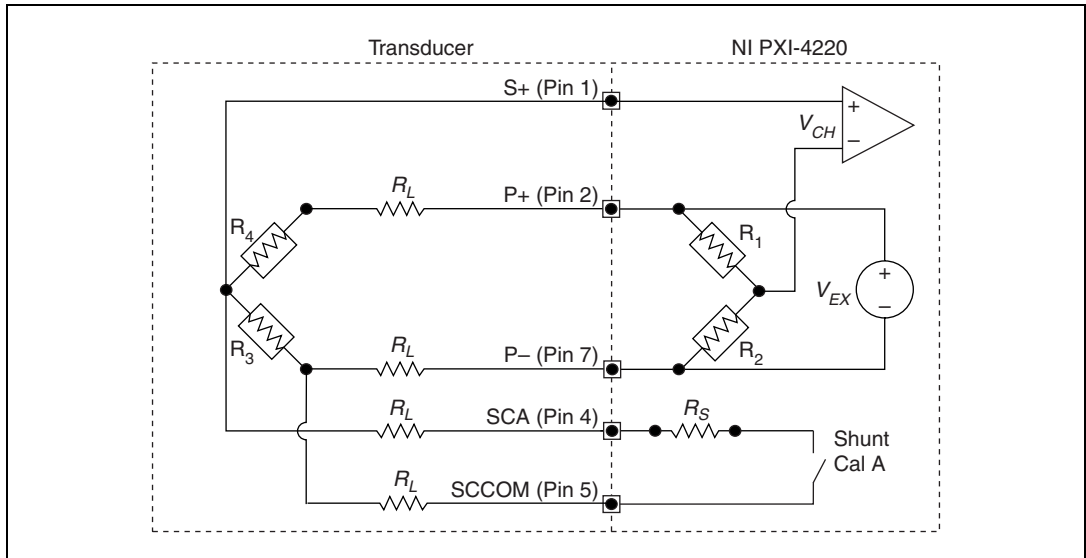 Transducer
NI PXI-4220
S+ (Pin 1)
+
V_CH
–
R_L
P+ (Pin 2)
R_4
R_1
+
V_EX
–
R_3
R_2
R_L
P– (Pin 7)
R_L
SCA (Pin 4)
R_S
Shunt
Cal A
R_L
SCCOM (Pin 5)